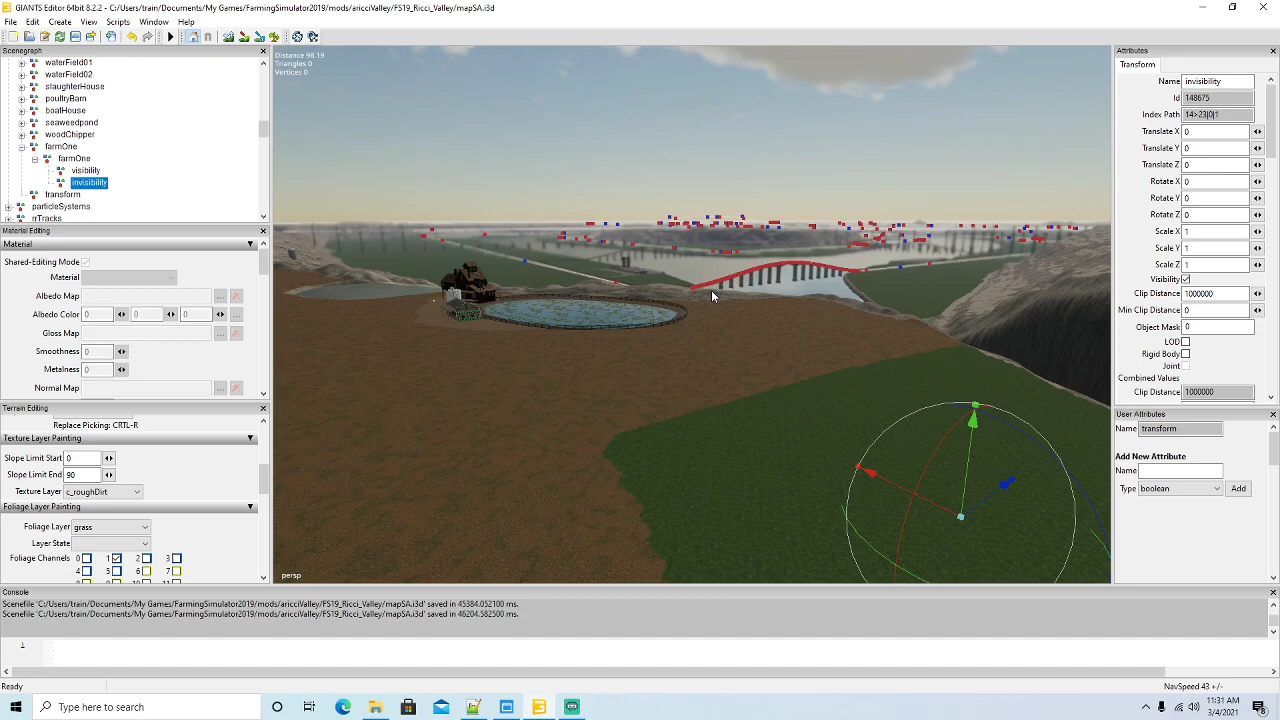 GIANTS Editor 64bit 8.2.2 - C:/Users/train/Documents/My Games/FarmingSimulator2019/mods/aricciValley/FS19_Ricci_Valley/mapSA.i3d
File Edit View Create Scripts Window Help
Scenegraph
waterField01
waterField02
slaughterHouse
poultryBarn
boatHouse
seaweedpond
woodChipper
farmOne
farmOne
visibility
invisibility
transform
particleSystems
rrTracks
Material Editing
Material
Shared-Editing Mode
Material
Albedo Map ...
Albedo Color 0 0 0 ...
Gloss Map ...
Smoothness 0
Metalness 0
Normal Map ...
Terrain Editing
Replace Picking: CRTL-R
Texture Layer Painting
Slope Limit Start 0
Slope Limit End 90
Texture Layer c_roughDirt
Foliage Layer Painting
Foliage Layer grass
Layer State
Foliage Channels 0 1 2 3
4 5 6 7
Distance 98.19
Triangles 0
Vertices 0
persp
Attributes
Transform
Name invisibility
Id 148675
Index Path 14>23|0|1
Translate X 0
Translate Y 0
Translate Z 0
Rotate X 0
Rotate Y 0
Rotate Z 0
Scale X 1
Scale Y 1
Scale Z 1
Visibility
Clip Distance 1000000
Min Clip Distance 0
Object Mask 0
LOD
Rigid Body
Joint
Combined Values
Clip Distance 1000000
User Attributes
Name transform
Add New Attribute
Name
Type boolean Add
Console
Scenefile 'C:/Users/train/Documents/My Games/FarmingSimulator2019/mods/aricciValley/FS19_Ricci_Valley/mapSA.i3d' saved in 45384.052100 ms.
Scenefile 'C:/Users/train/Documents/My Games/FarmingSimulator2019/mods/aricciValley/FS19_Ricci_Valley/mapSA.i3d' saved in 46204.582500 ms.
1
Ready
NavSpeed 43 +/-
Type here to search
11:31 AM
3/4/2021